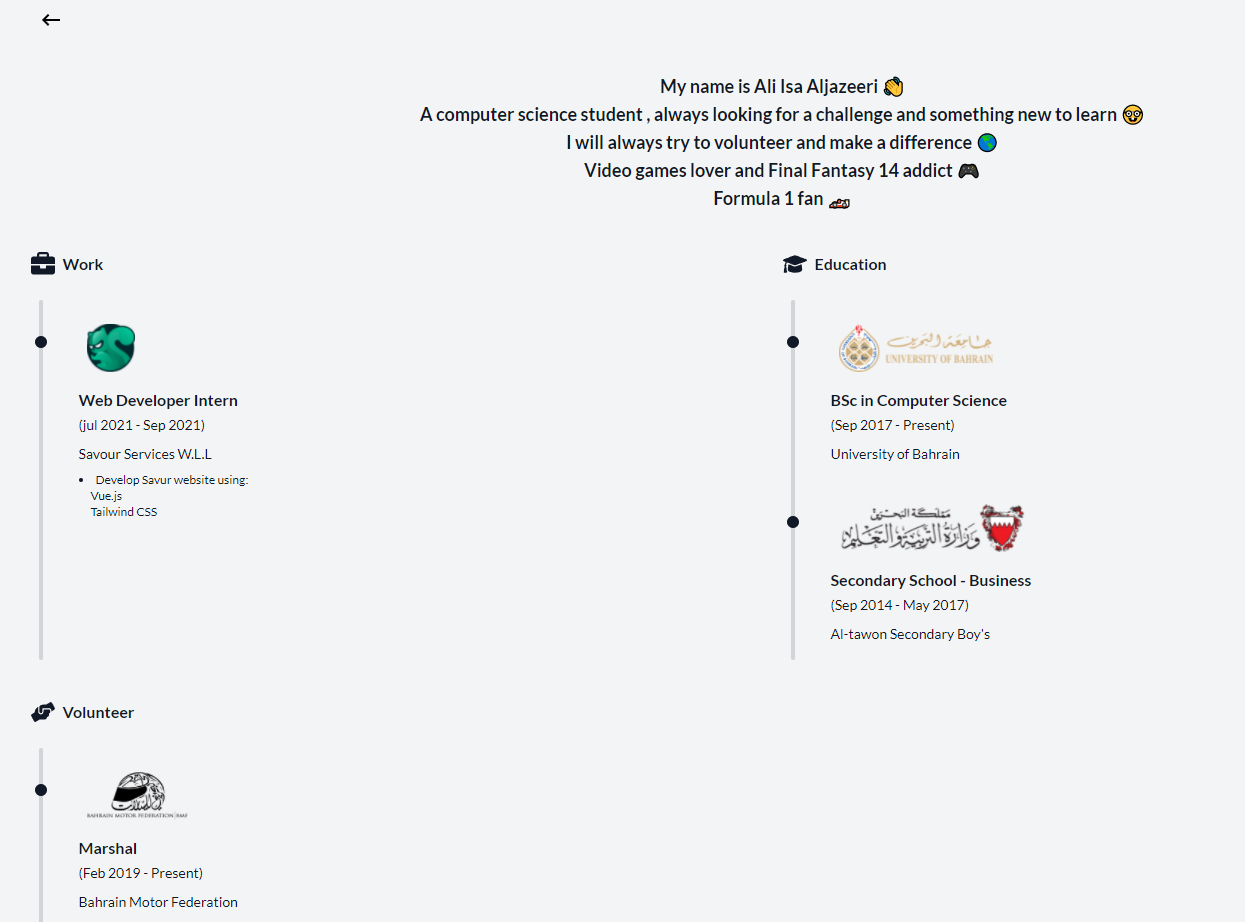 My name is Ali Isa Aljazeeri 👋
A computer science student , always looking for a challenge and something new to learn 🤓
I will always try to volunteer and make a difference 🌎
Video games lover and Final Fantasy 14 addict 🎮
Formula 1 fan 🏎
Work
Web Developer Intern
(jul 2021 - Sep 2021)
Savour Services W.L.L
• Develop Savur website using:
Vue.js
Tailwind CSS
Education
جامعة البحرين
UNIVERSITY OF BAHRAIN
BSc in Computer Science
(Sep 2017 - Present)
University of Bahrain
مملكة البحرين
وزارة التربية والتعليم
Secondary School - Business
(Sep 2014 - May 2017)
Al-tawon Secondary Boy's
Volunteer
BAHRAIN MOTOR FEDERATION | BMF
Marshal
(Feb 2019 - Present)
Bahrain Motor Federation